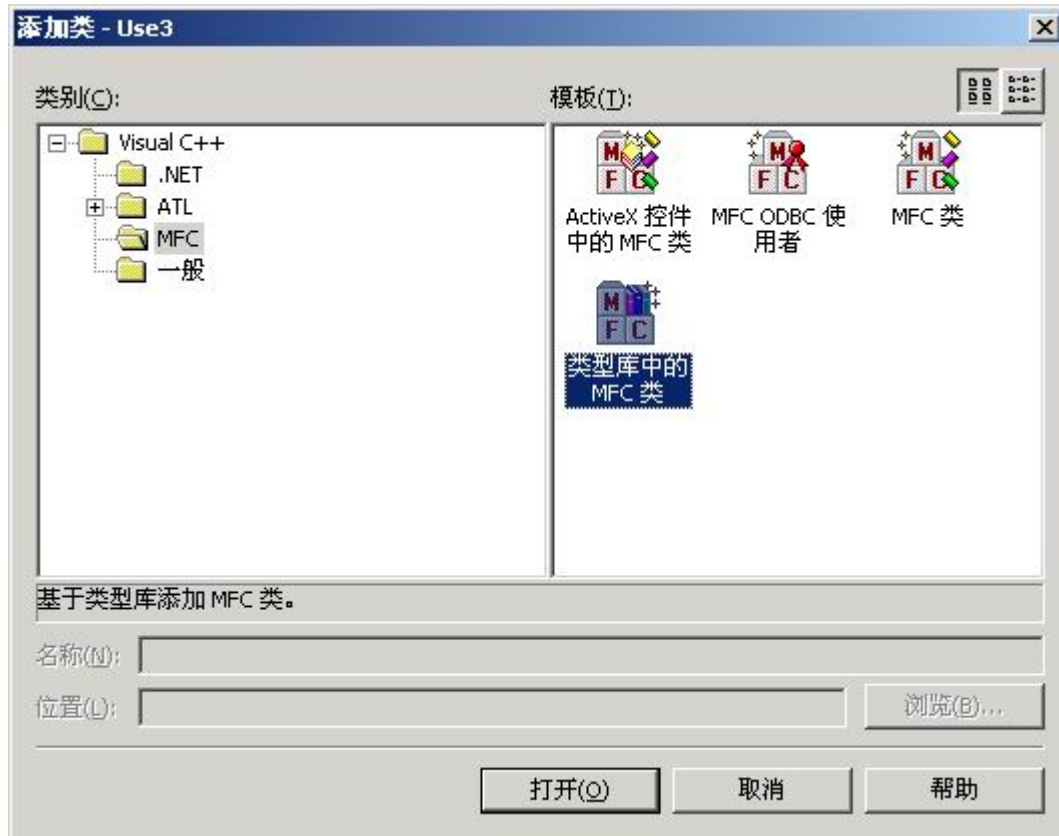 添加类 - Use3
类别(C):
模板(T):
Visual C++
.NET
ATL
MFC
一般
M
F C
M
F C
M
F C
ActiveX 控件
中的 MFC 类
MFC ODBC 使
用者
MFC 类
M
F C
类型库中的
MFC 类
基于类型库添加 MFC 类。
名称(N):
位置(L):
浏览(B)...
打开(O)
取消
帮助